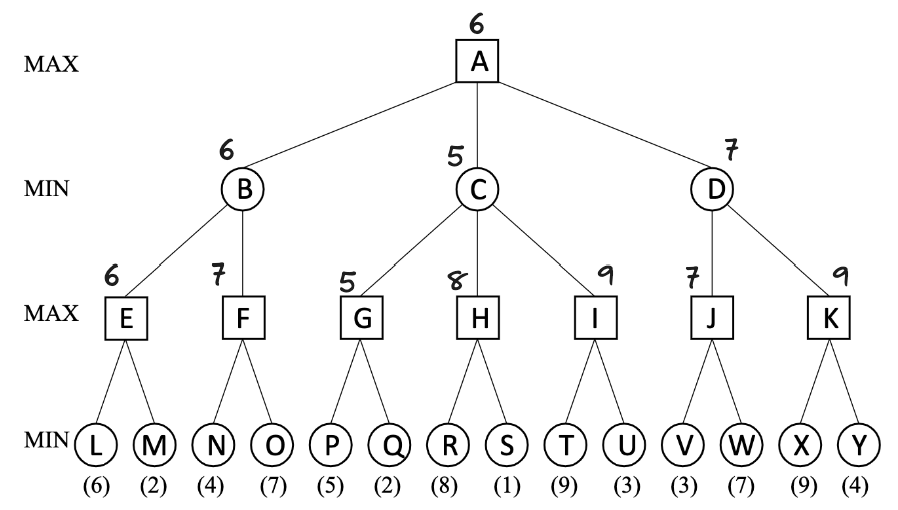 6
MAX A
6 5 7
MIN B C D
6 7 5 8 9 7 9
MAX E F G H I J K
MIN L M N O P Q R S T U V W X Y
(6) (2) (4) (7) (5) (2) (8) (1) (9) (3) (3) (7) (9) (4)